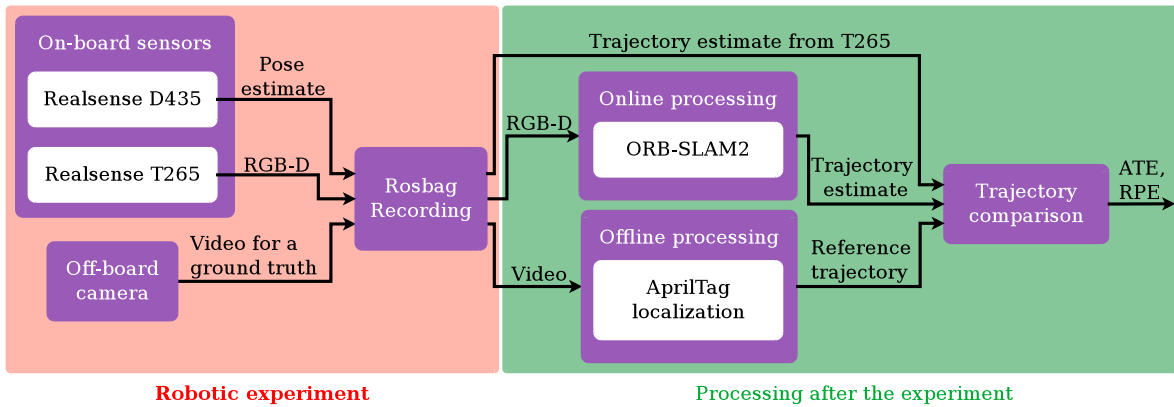 On-board sensors
Realsense D435
Realsense T265
Off-board
camera
Pose
estimate
RGB-D
Video for a
ground truth
Rosbag
Recording
Trajectory estimate from T265
RGB-D
Video
Online processing
ORB-SLAM2
Offline processing
AprilTag
localization
Trajectory
estimate
Reference
trajectory
Trajectory
comparison
ATE,
RPE
Robotic experiment
Processing after the experiment